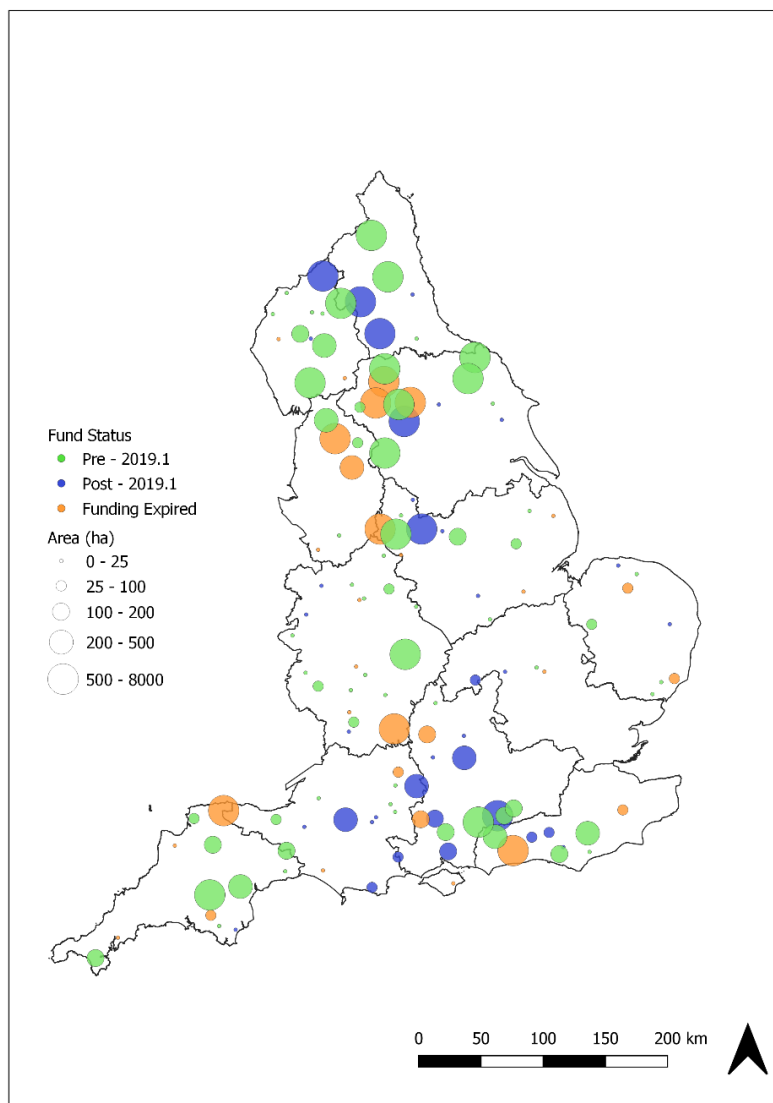 Fund Status
Pre - 2019.1
Post - 2019.1
Funding Expired
Area (ha)
0 - 25
25 - 100
100 - 200
200 - 500
500 - 8000
0 50 100 150 200 km